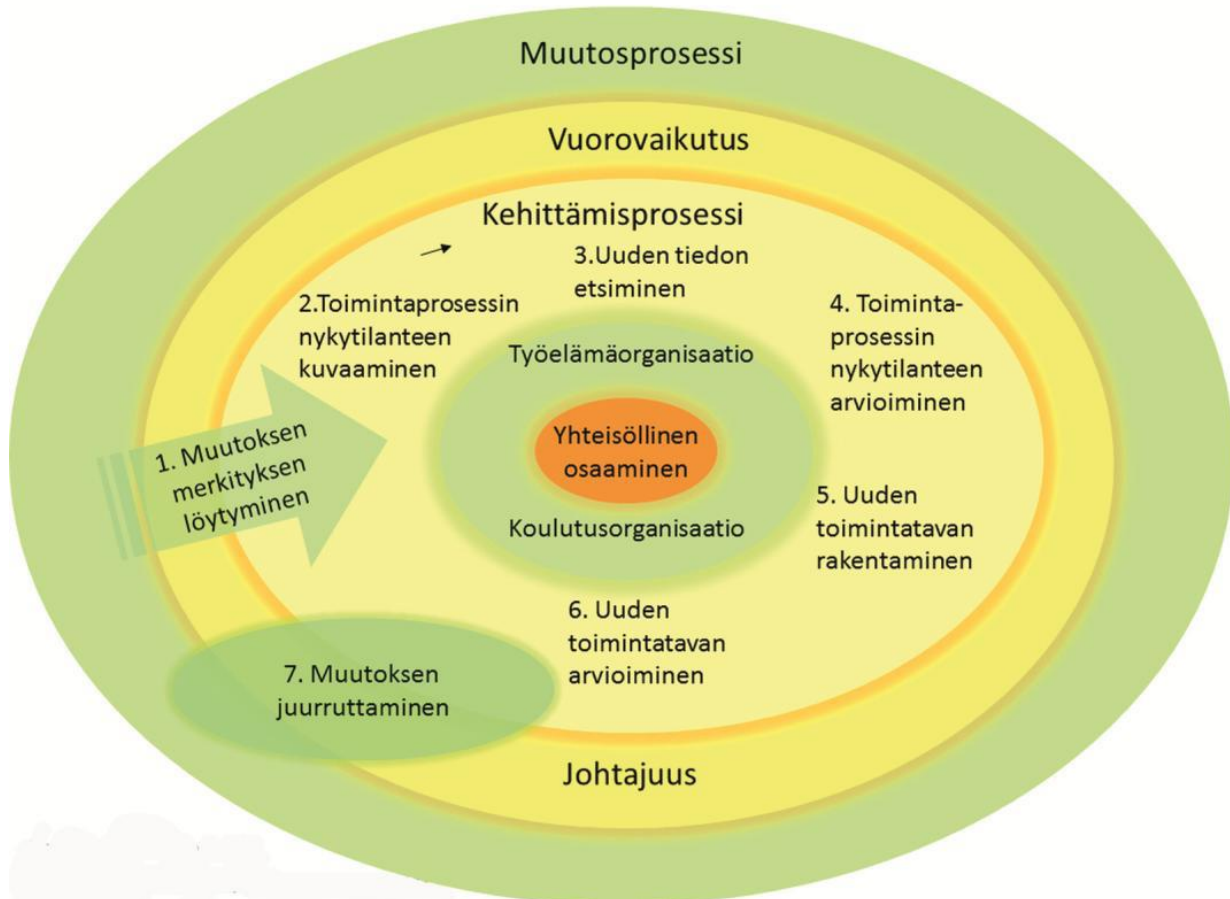 Muutosprosessi
Vuorovaikutus
Kehittämisprosessi
1. Muutoksen
merkityksen
löytyminen
2.Toimintaprosessin
nykytilanteen
kuvaaminen
3.Uuden tiedon
etsiminen
4. Toiminta-
prosessin
nykytilanteen
arvioiminen
Työelämäorganisaatio
Yhteisöllinen
osaaminen
Koulutusorganisaatio
5. Uuden
toimintatavan
rakentaminen
6. Uuden
toimintatavan
arvioiminen
7. Muutoksen
juurruttaminen
Johtajuus